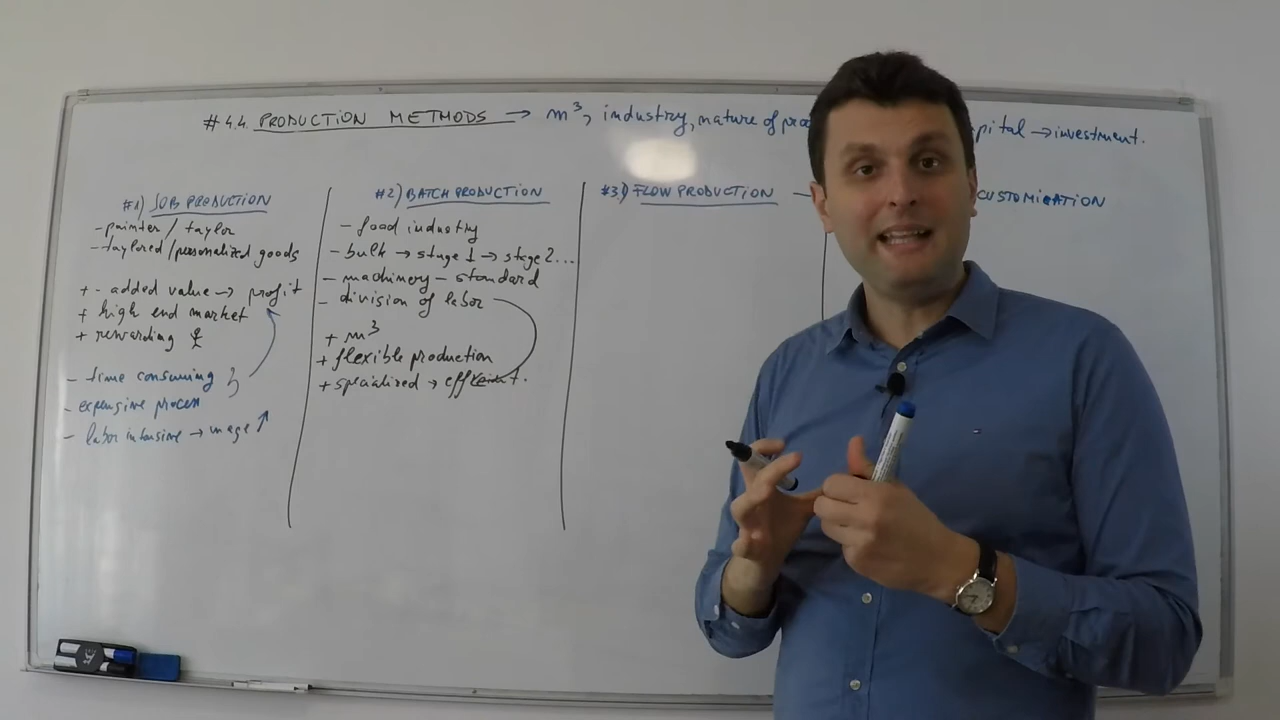 #4.4. PRODUCTION METHODS → m³, industry, nature of pro pital → investment.
#1) JOB PRODUCTION
- painter / taylor
- taylored/personalized goods
+ - added value → profit
+ high end market
+ rewarding
- time consuming
- expensive process
- labor intensive → wage ↑
#2) BATCH PRODUCTION
- food industry
- bulk → stage 1 → stage 2...
- machinery - standard
- division of labor
+ m³
+ flexible production
+ specialized → efficient.
#3) FLOW PRODUCTION - CUSTOMIZATION